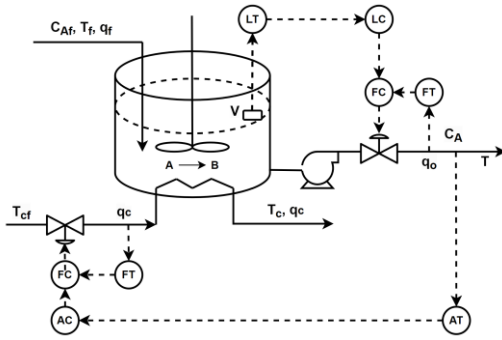 LT
LC
C_Af, T_f, q_f
FC
FT
V
C_A
A → B
q_o
T
T_cf
q_c
T_c, q_c
FC
FT
AC
AT